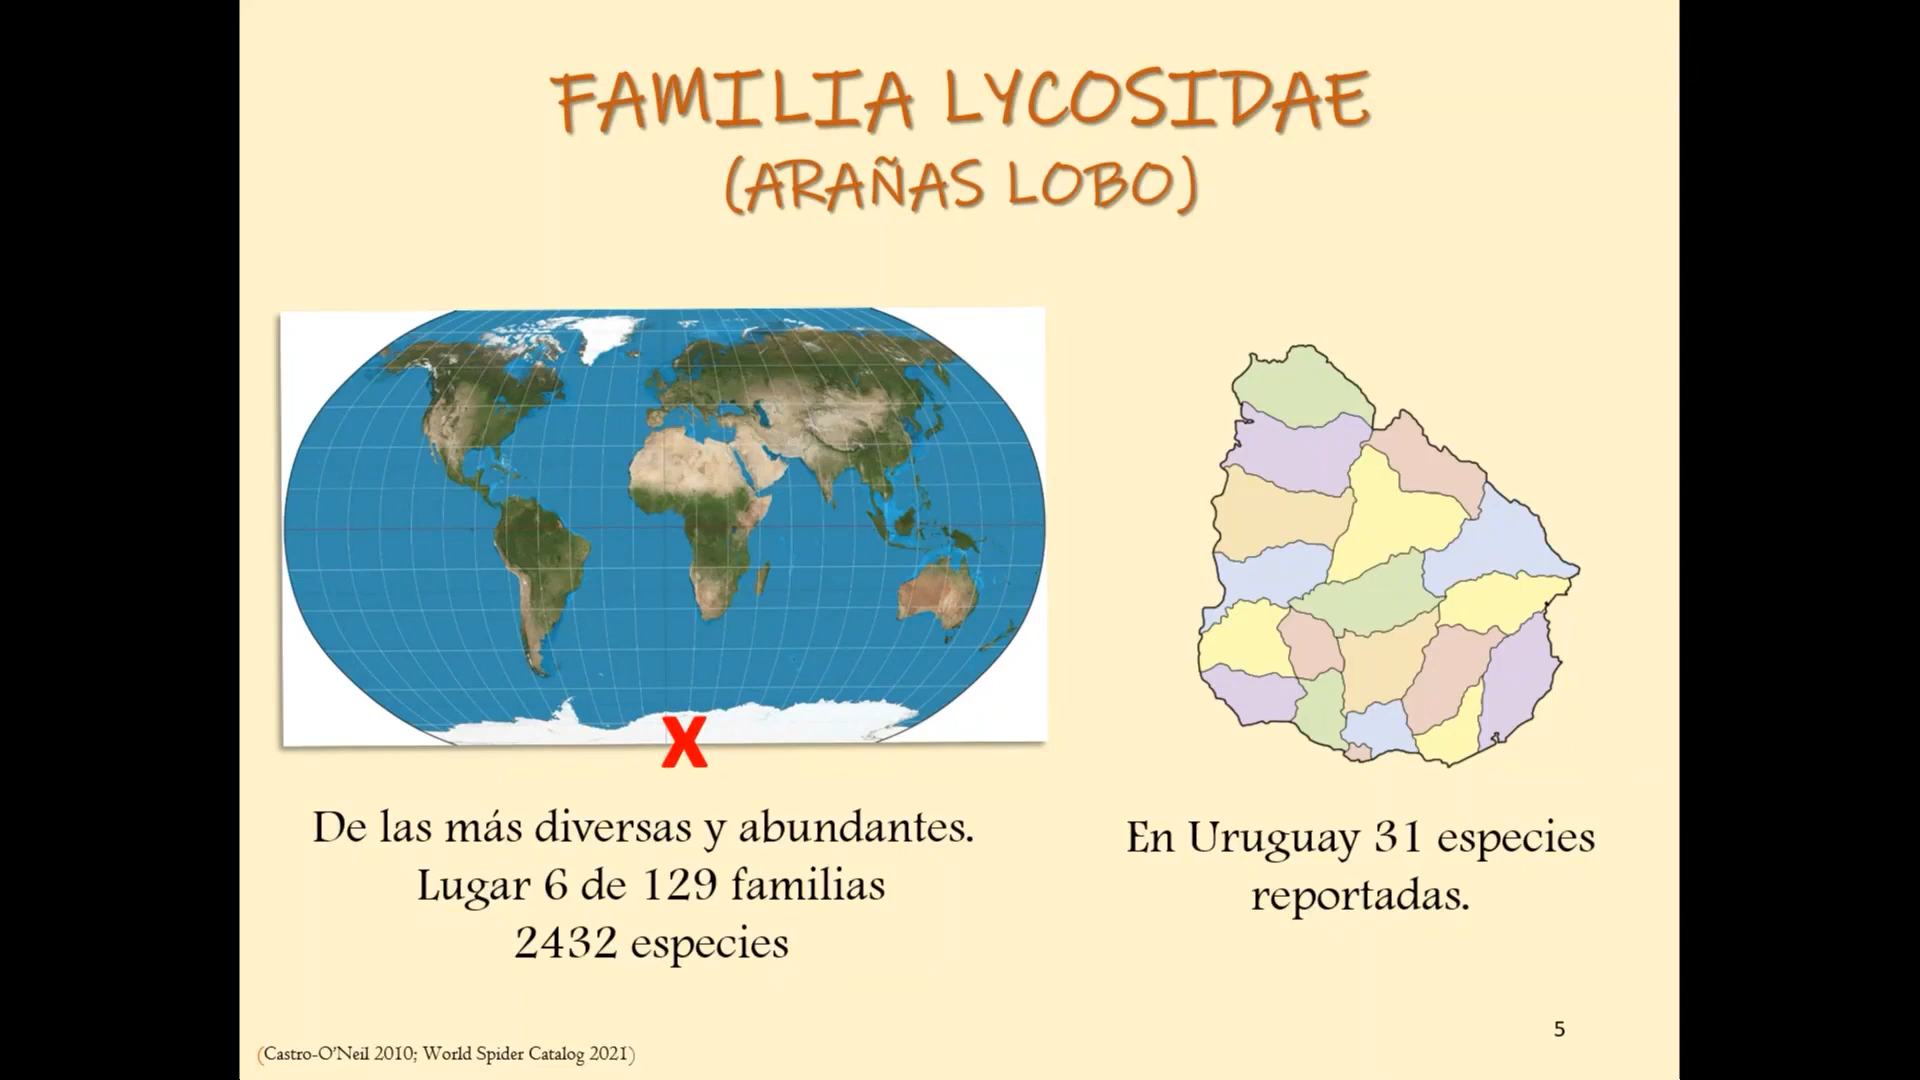 FAMILIA LYCOSIDAE
(ARAÑAS LOBO)
X
De las más diversas y abundantes.
Lugar 6 de 129 familias
2432 especies
En Uruguay 31 especies
reportadas.
5
(Castro-O'Neil 2010; World Spider Catalog 2021)